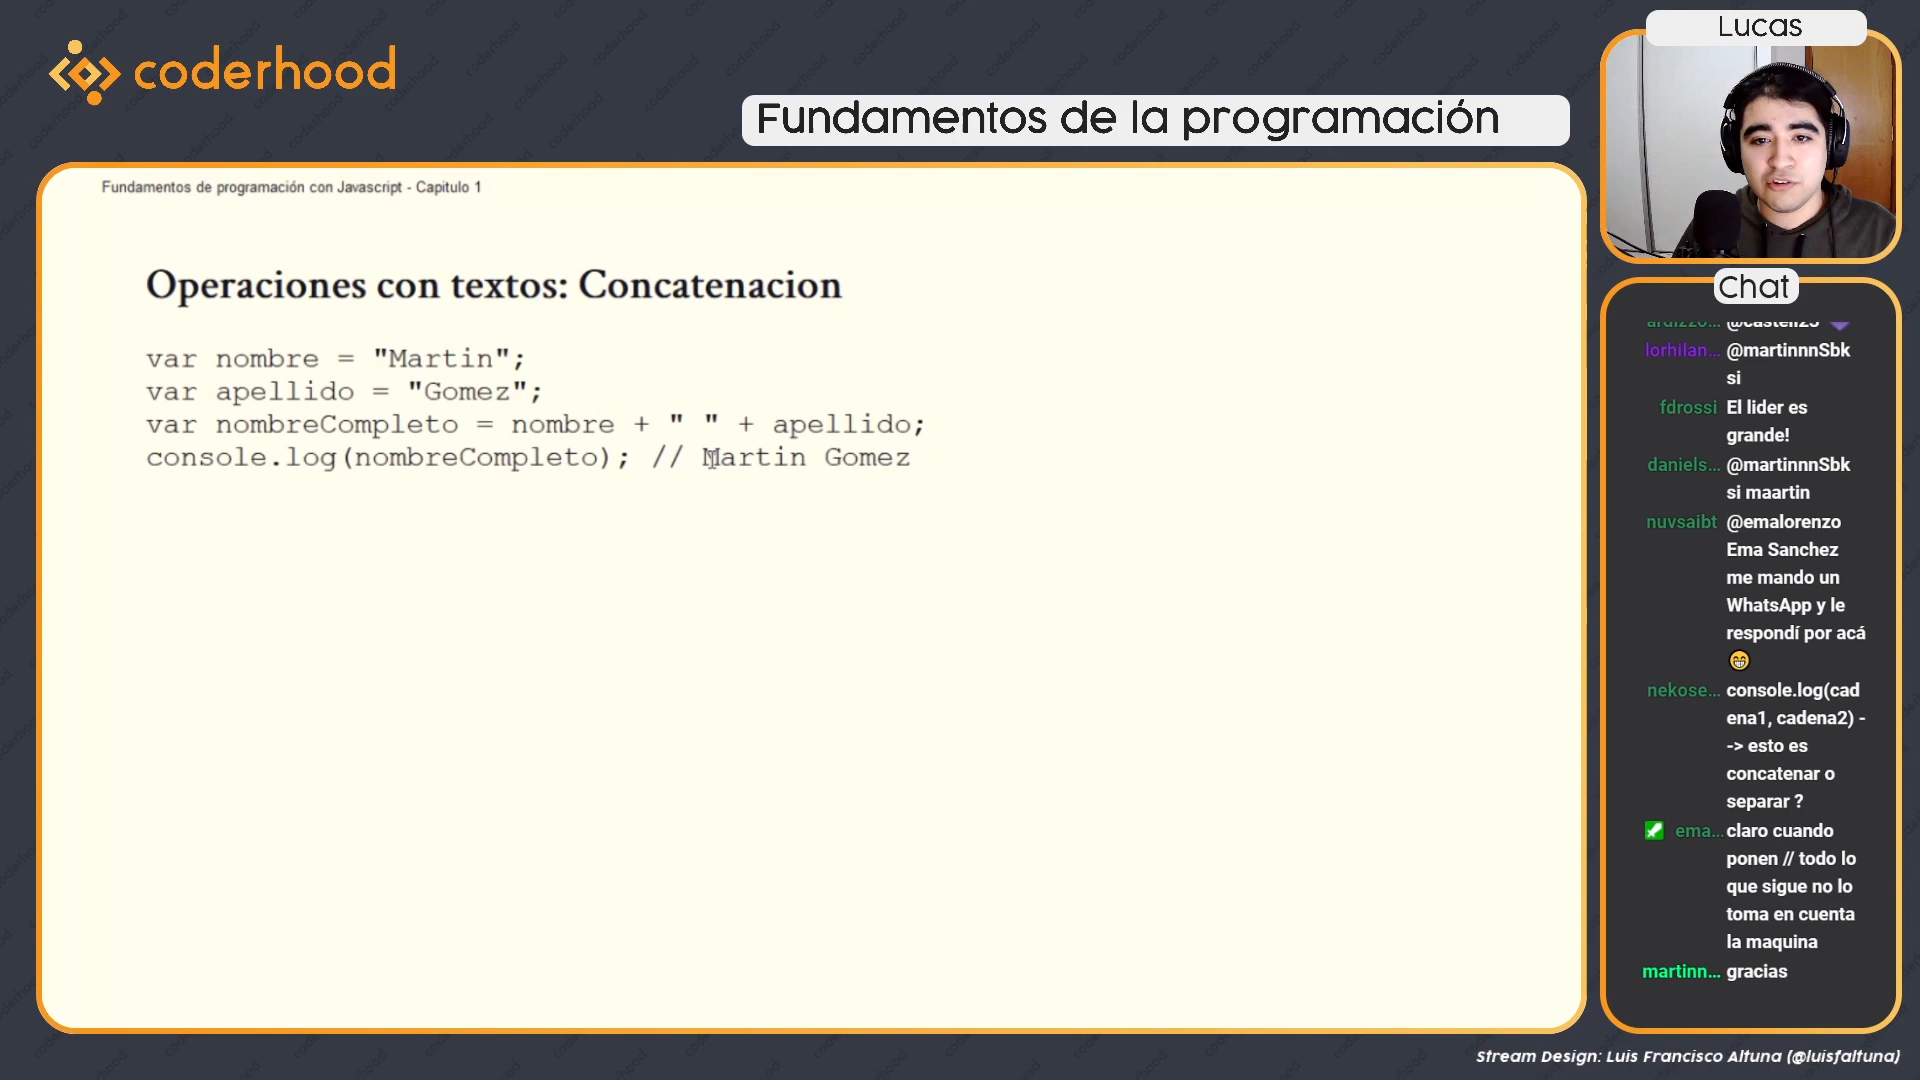 coderhood
Fundamentos de la programación
Lucas
Fundamentos de programación con Javascript - Capitulo 1
Operaciones con textos: Concatenacion
var nombre = "Martin";
var apellido = "Gomez";
var nombreCompleto = nombre + " " + apellido;
console.log(nombreCompleto); // Martin Gomez
Chat
@castell25
lorhilan... @martinnnSbk
si
fdrossi El lider es
grande!
daniels... @martinnnSbk
si maartin
nuvsaibt @emalorenzo
Ema Sanchez
me mando un
WhatsApp y le
respondí por acá
nekose... console.log(cad
ena1, cadena2) -
-> esto es
concatenar o
separar ?
ema... claro cuando
ponen // todo lo
que sigue no lo
toma en cuenta
la maquina
martinn... gracias
Stream Design: Luis Francisco Altuna (@luisfaltuna)